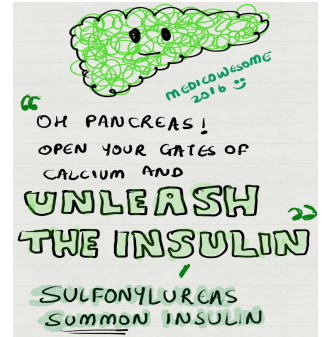 MEDICOWESOME
2016 :)
“OH PANCREAS!
OPEN YOUR GATES OF
CALCIUM AND
UNLEASH
THE INSULIN”
SULFONYLUREAS
SUMMON INSULIN